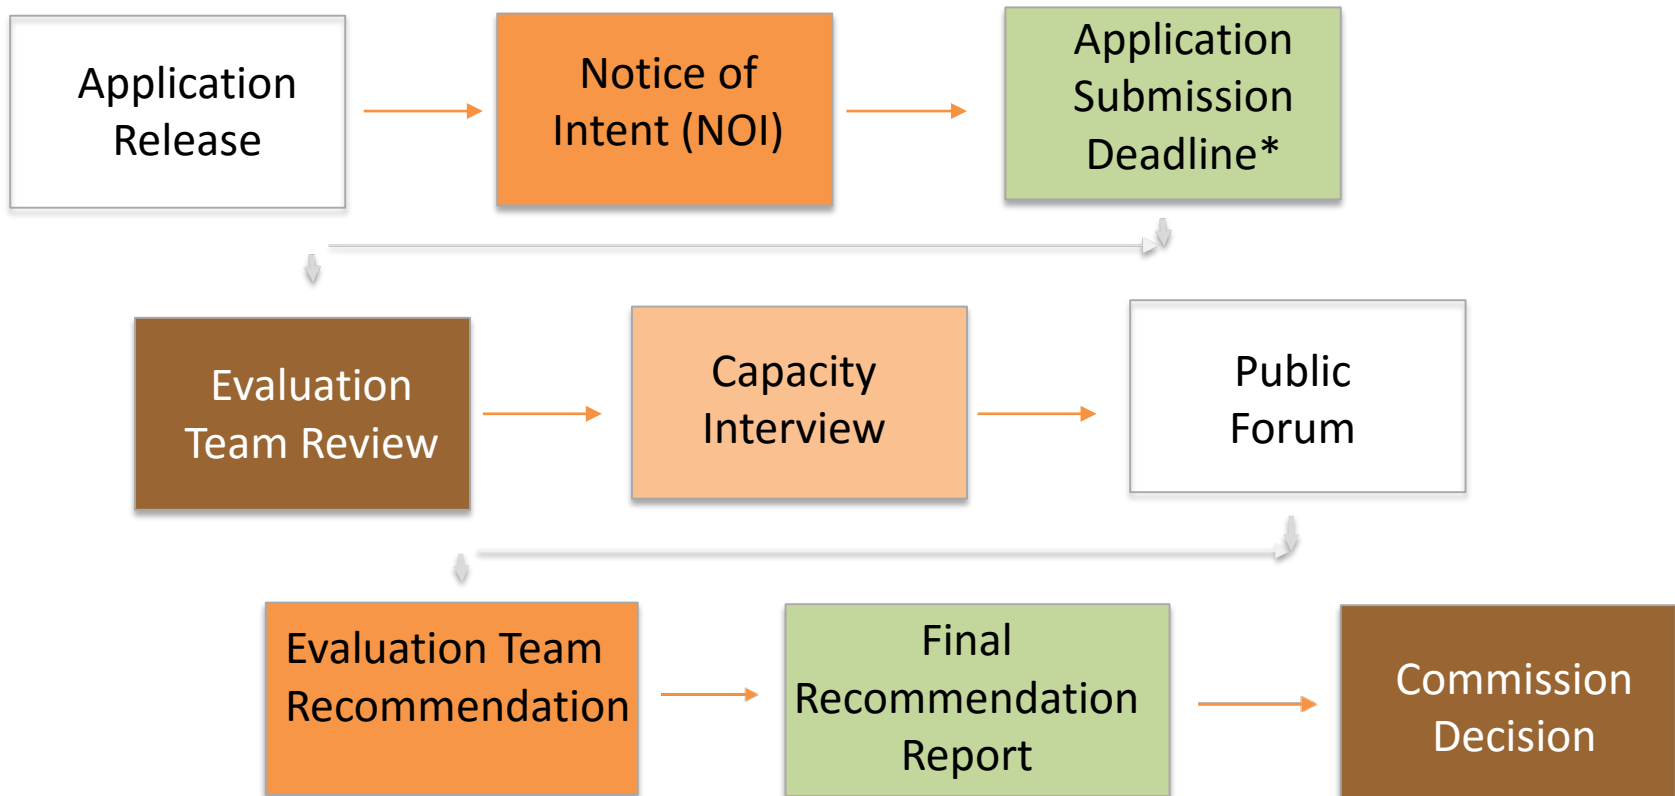 Application
Release
Notice of
Intent (NOI)
Application
Submission
Deadline*
Evaluation
Team Review
Capacity
Interview
Public
Forum
Evaluation Team
Recommendation
Final
Recommendation
Report
Commission
Decision